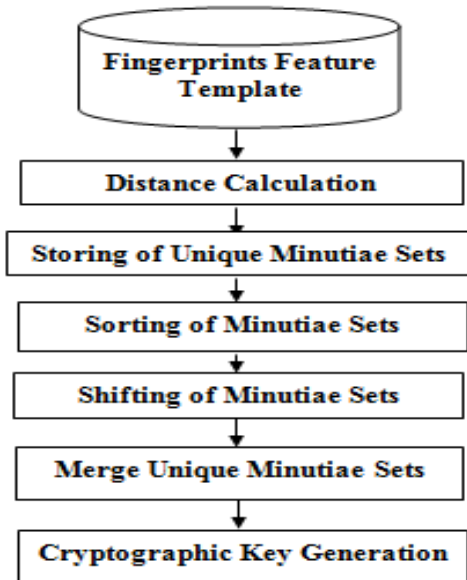 Fingerprints Feature
Template
Distance Calculation
Storing of Unique Minutiae Sets
Sorting of Minutiae Sets
Shifting of Minutiae Sets
Merge Unique Minutiae Sets
Cryptographic Key Generation